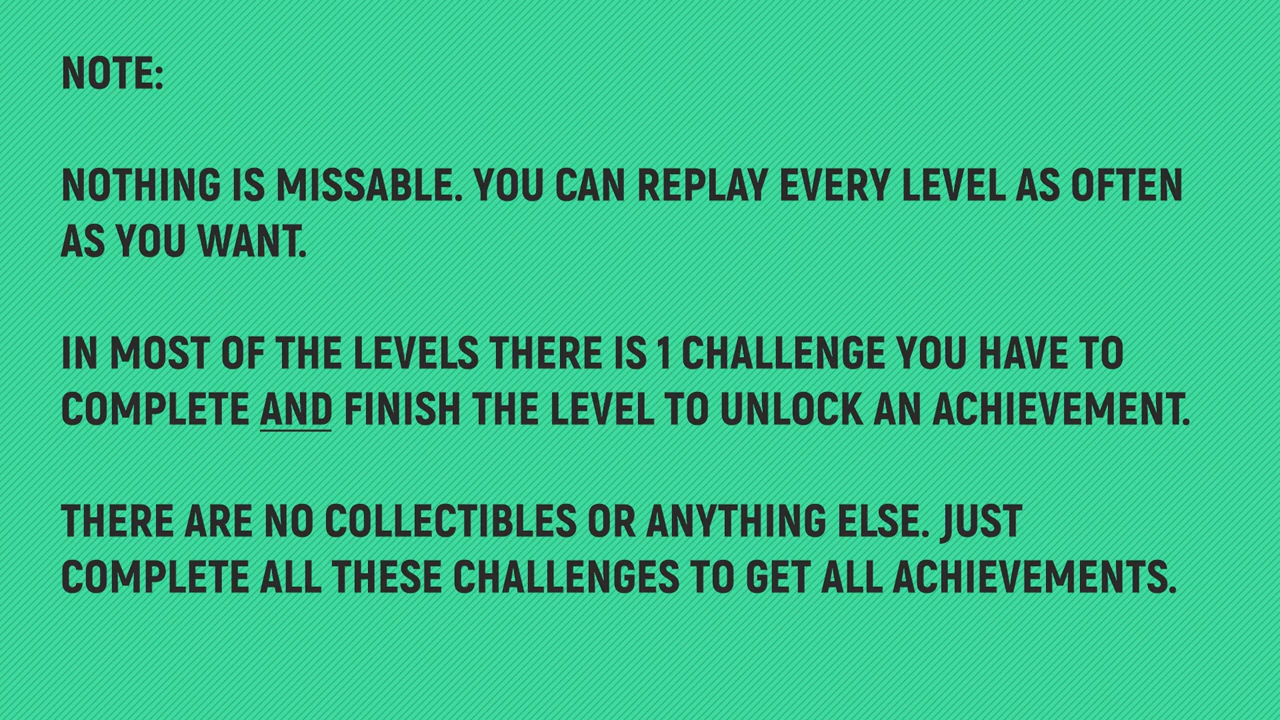 NOTE:
NOTHING IS MISSABLE. YOU CAN REPLAY EVERY LEVEL AS OFTEN
AS YOU WANT.
IN MOST OF THE LEVELS THERE IS 1 CHALLENGE YOU HAVE TO
COMPLETE AND FINISH THE LEVEL TO UNLOCK AN ACHIEVEMENT.
THERE ARE NO COLLECTIBLES OR ANYTHING ELSE. JUST
COMPLETE ALL THESE CHALLENGES TO GET ALL ACHIEVEMENTS.